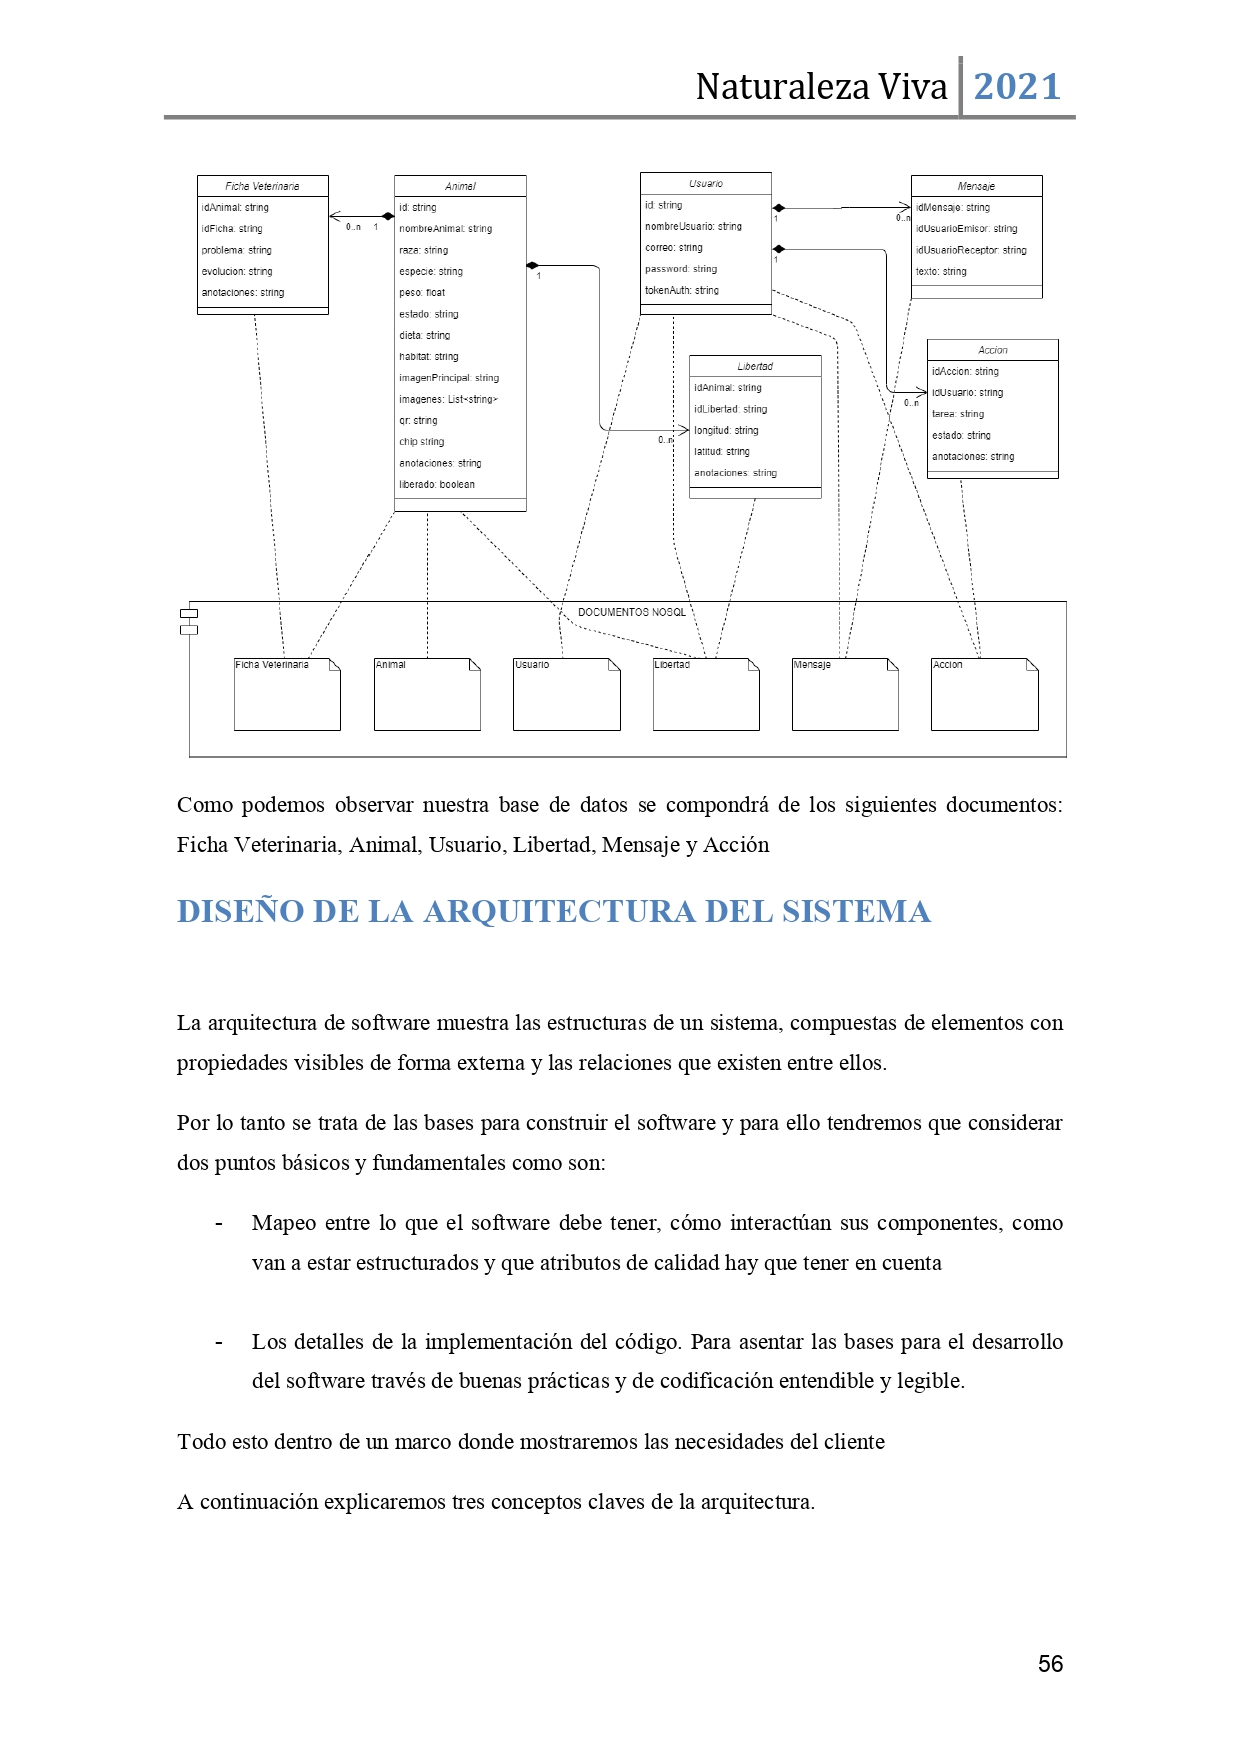 Naturaleza Viva 2021
Ficha Veterinaria
idAnimal: string
idFicha: string
problema: string
evolucion: string
anotaciones: string
0..n 1
Animal
id: string
nombreAnimal: string
raza: string
especie: string
peso: float
estado: string
dieta: string
habitat: string
imagenPrincipal: string
imagenes: List<string>
qr: string
chip string
anotaciones: string
liberado: boolean
1
0..n
Usuario
id: string
nombreUsuario: string
correo: string
password: string
tokenAuth: string
1
0..n
1
0..n
Mensaje
idMensaje: string
idUsuarioEmisor: string
idUsuarioReceptor: string
texto: string
Libertad
idAnimal: string
idLibertad: string
longitud: string
latitud: string
anotaciones: string
Accion
idAccion: string
idUsuario: string
tarea: string
estado: string
anotaciones: string
DOCUMENTOS NOSQL
Ficha Veterinaria
Animal
Usuario
Libertad
Mensaje
Accion
Como podemos observar nuestra base de datos se compondrá de los siguientes documentos:
Ficha Veterinaria, Animal, Usuario, Libertad, Mensaje y Acción
DISEÑO DE LA ARQUITECTURA DEL SISTEMA
La arquitectura de software muestra las estructuras de un sistema, compuestas de elementos con
propiedades visibles de forma externa y las relaciones que existen entre ellos.
Por lo tanto se trata de las bases para construir el software y para ello tendremos que considerar
dos puntos básicos y fundamentales como son:
- Mapeo entre lo que el software debe tener, cómo interactúan sus componentes, como
van a estar estructurados y que atributos de calidad hay que tener en cuenta
- Los detalles de la implementación del código. Para asentar las bases para el desarrollo
del software través de buenas prácticas y de codificación entendible y legible.
Todo esto dentro de un marco donde mostraremos las necesidades del cliente
A continuación explicaremos tres conceptos claves de la arquitectura.
56